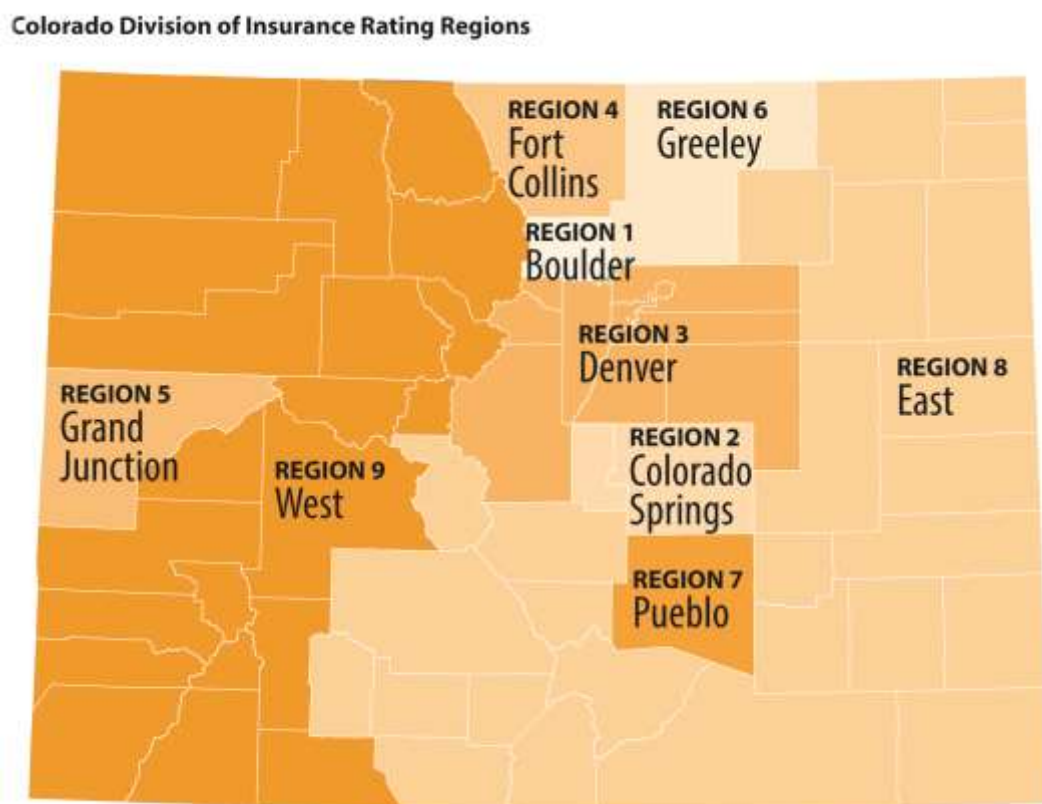 Colorado Division of Insurance Rating Regions
REGION 4
Fort
Collins
REGION 6
Greeley
REGION 1
Boulder
REGION 3
Denver
REGION 8
East
REGION 5
Grand
Junction
REGION 9
West
REGION 2
Colorado
Springs
REGION 7
Pueblo